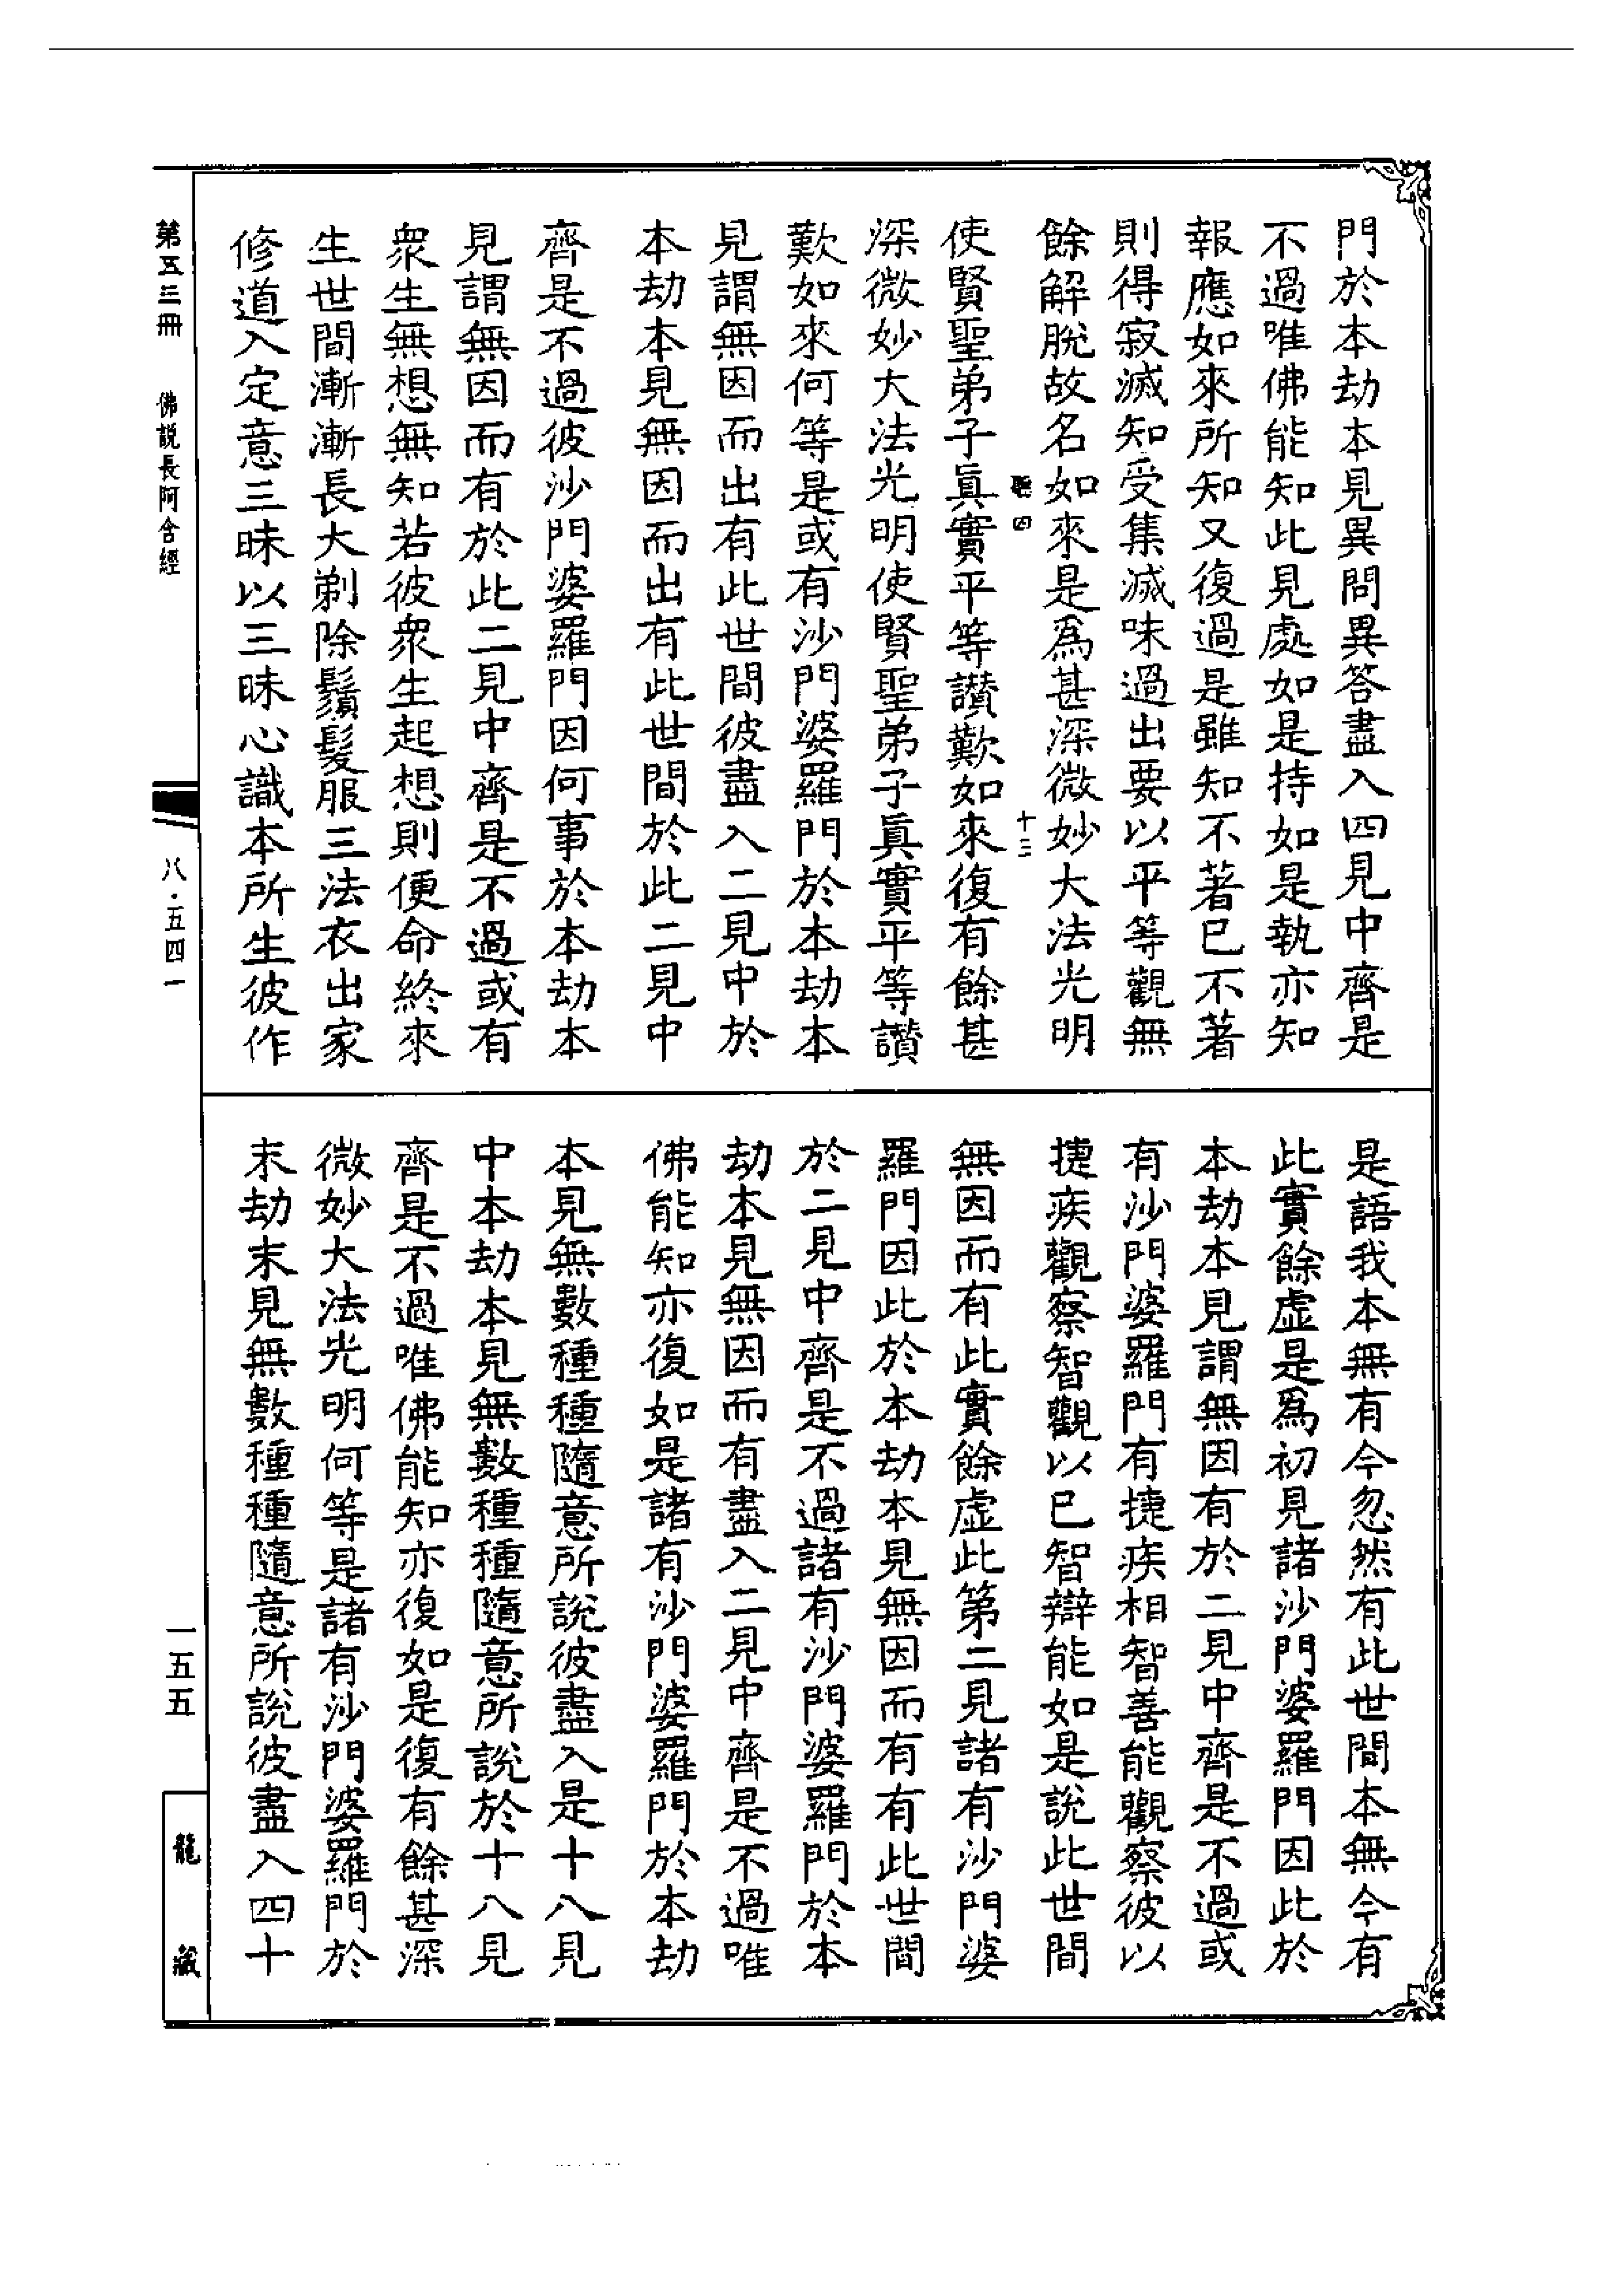 門於本劫本見異問異答盡入四見中齊是
不過唯佛能知此見處如是持如是執亦知
報應如來所知又復過是雖知不著已不著
則得寂滅知受集滅味過出要以平等觀無
餘解脫故名如來是爲甚深微妙大法光明
十三
使賢聖弟子眞實平等讚歎如來復有餘甚
深微妙大法光明使賢聖弟子眞實平等讚
歎如來何等是或有沙門婆羅門於本劫本
見謂無因而出有此世間彼盡入二見中於
本劫本見無因而出有此世間於此二見中
齊是不過彼沙門婆羅門因何事於本劫本
見謂無因而有於此二見中齊是不過或有
衆生無想無知若彼衆生起想則便命終來
生世間漸漸長大剃除鬚髮服三法衣出家
修道入定意三昧以三昧心識本所生彼作
是語我本無有今忽然有此世間本無今有
此實餘虛是爲初見諸沙門婆羅門因此於
本劫本見謂無因有於二見中齊是不過或
有沙門婆羅門有捷疾相智善能觀察彼以
捷疾觀察智觀以已智辯能如是說此世間
無因而有此實餘虛此第二見諸有沙門婆
羅門因此於本劫本見無因而有有此世間
於二見中齊是不過諸有沙門婆羅門於本
劫本見無因而有盡入二見中齊是不過唯
佛能知亦復如是諸有沙門婆羅門於本劫
本見無數種種隨意所說彼盡入是十八見
中本劫本見無數種種隨意所說於十八見
齊是不過唯佛能知亦復如是復有餘甚深
微妙大法光明何等是諸有沙門婆羅門於
末劫末見無數種種隨意所說彼盡入四十
第五三冊 佛說長阿含經
八·五四一
一五五
龍藏